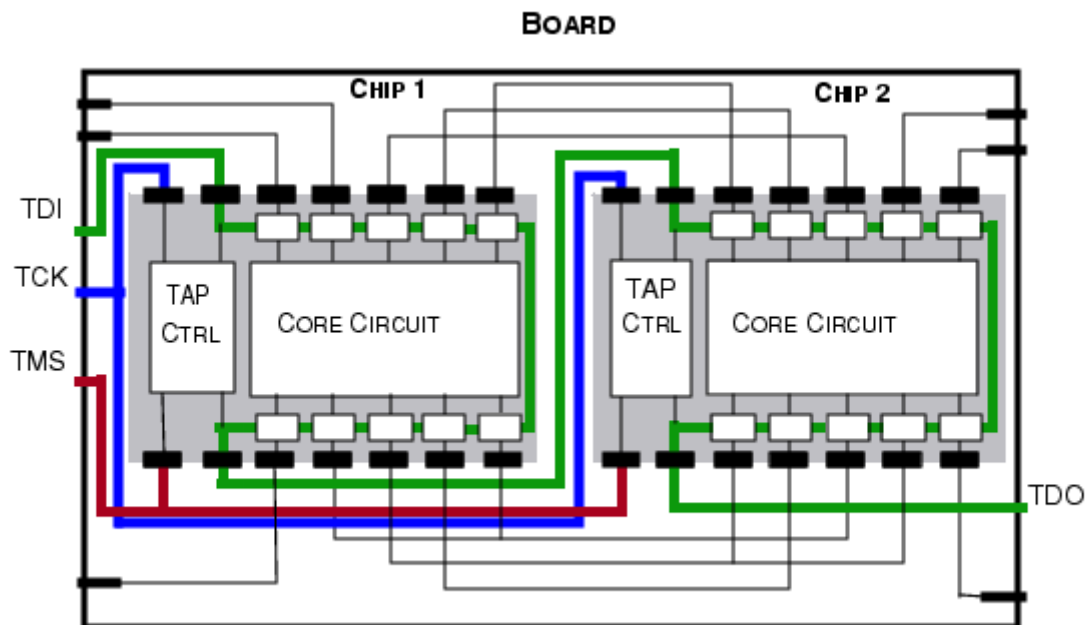 BOARD
CHIP 1
CHIP 2
TDI
TCK
TMS
TAP
CTRL
CORE CIRCUIT
TAP
CTRL
CORE CIRCUIT
TDO